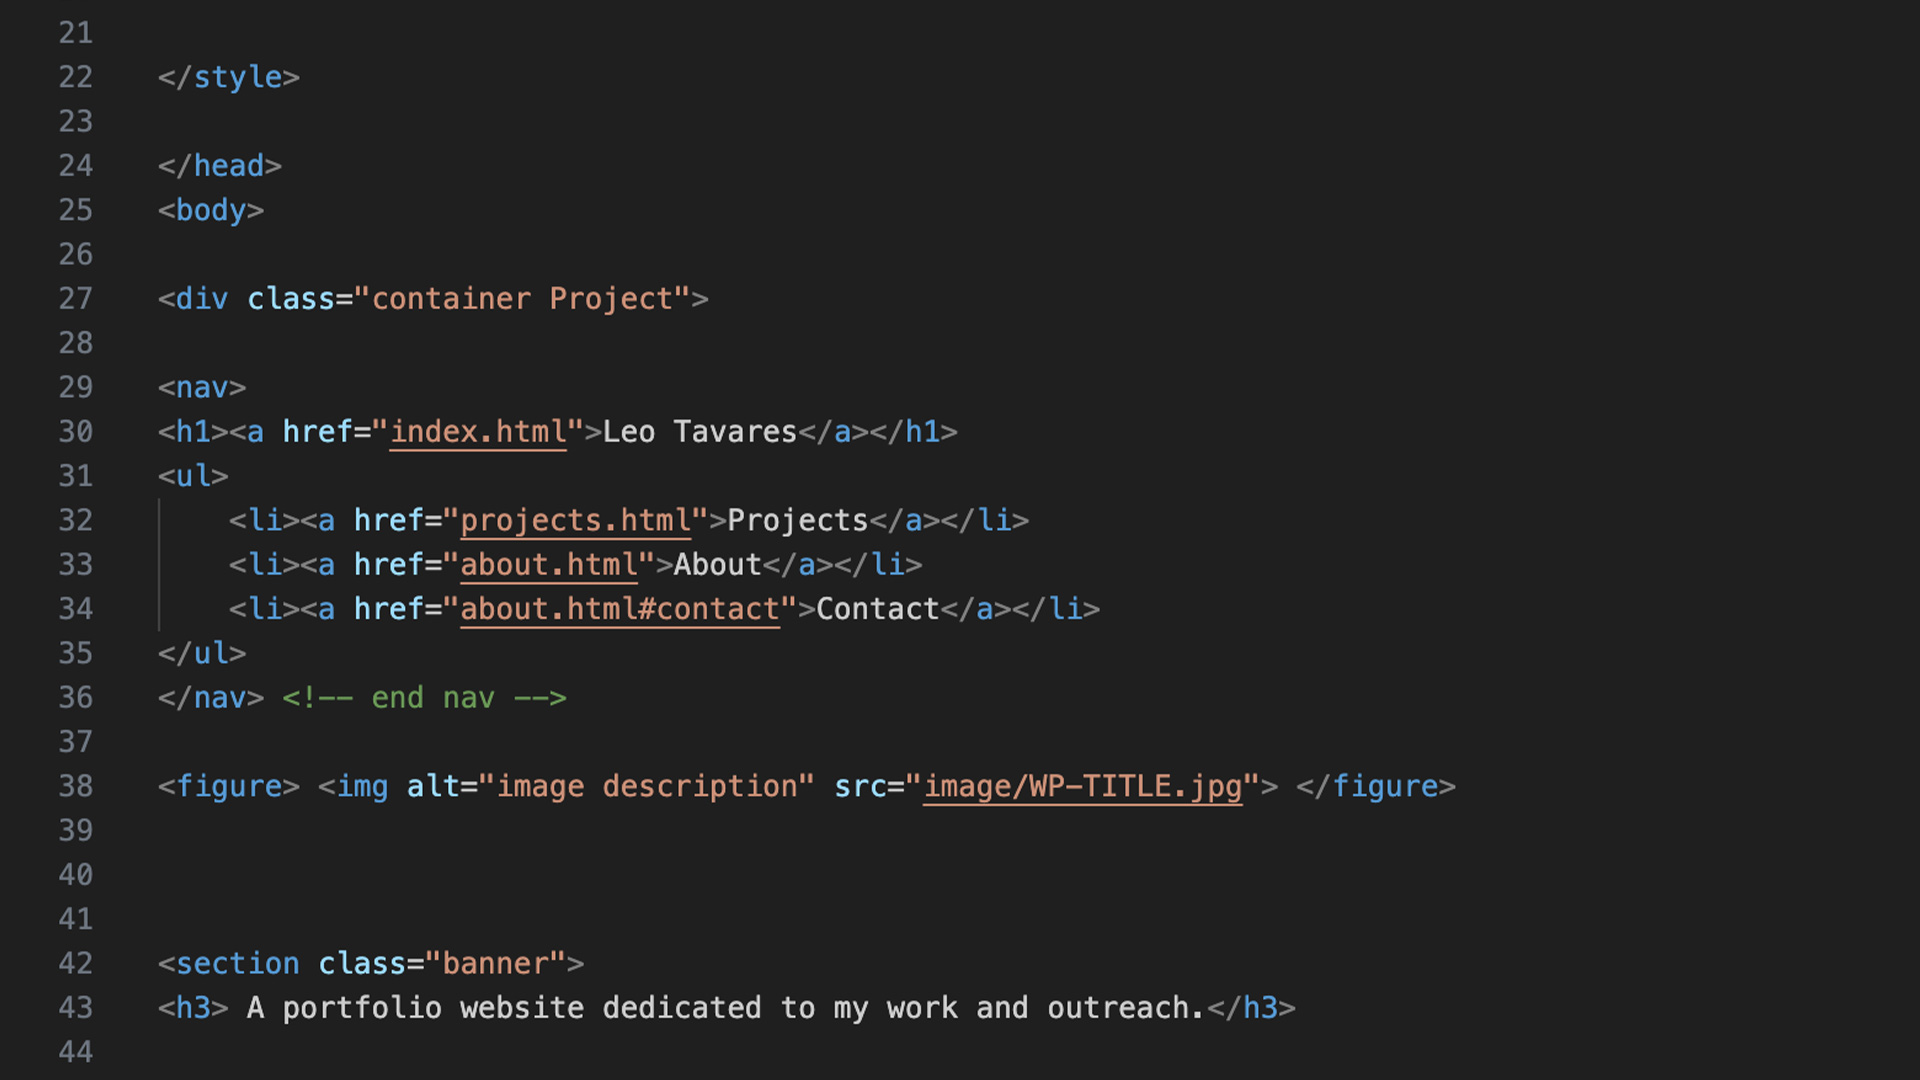 21
22 </style>
23
24 </head>
25 <body>
26
27 <div class="container Project">
28
29 <nav>
30 <h1><a href="index.html">Leo Tavares</a></h1>
31 <ul>
32     <li><a href="projects.html">Projects</a></li>
33     <li><a href="about.html">About</a></li>
34     <li><a href="about.html#contact">Contact</a></li>
35 </ul>
36 </nav> <!-- end nav -->
37
38 <figure> <img alt="image description" src="image/WP-TITLE.jpg"> </figure>
39
40
41
42 <section class="banner">
43 <h3> A portfolio website dedicated to my work and outreach.</h3>
44